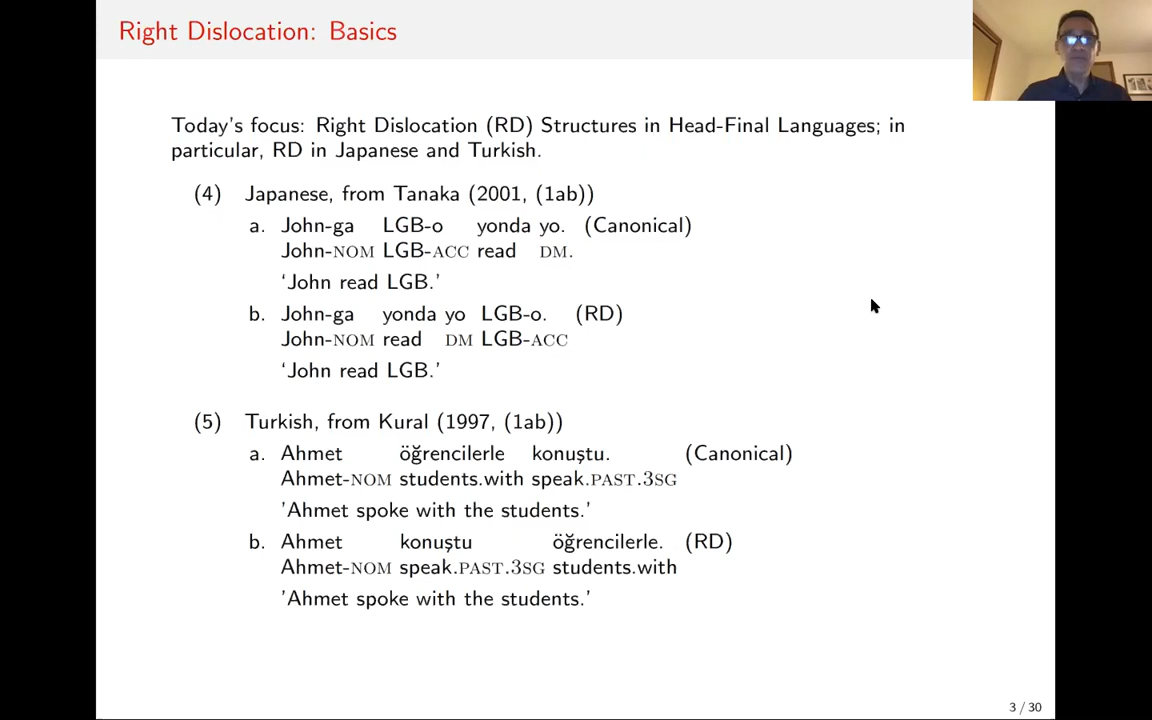 Right Dislocation: Basics
Today's focus: Right Dislocation (RD) Structures in Head-Final Languages; in
particular, RD in Japanese and Turkish.
(4) Japanese, from Tanaka (2001, (1ab))
a. John-ga LGB-o yonda yo. (Canonical)
John-NOM LGB-ACC read DM.
‘John read LGB.’
b. John-ga yonda yo LGB-o. (RD)
John-NOM read DM LGB-ACC
‘John read LGB.’
(5) Turkish, from Kural (1997, (1ab))
a. Ahmet öğrencilerle konuştu. (Canonical)
Ahmet-NOM students.with speak.PAST.3SG
’Ahmet spoke with the students.’
b. Ahmet konuştu öğrencilerle. (RD)
Ahmet-NOM speak.PAST.3SG students.with
’Ahmet spoke with the students.’
3 / 30